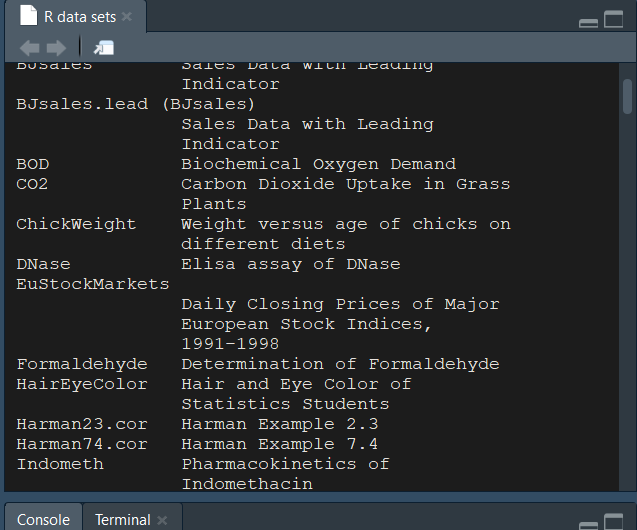 R data sets
BJsales Sales Data with Leading
Indicator
BJsales.lead (BJsales)
Sales Data with Leading
Indicator
BOD Biochemical Oxygen Demand
CO2 Carbon Dioxide Uptake in Grass
Plants
ChickWeight Weight versus age of chicks on
different diets
DNase Elisa assay of DNase
EuStockMarkets
Daily Closing Prices of Major
European Stock Indices,
1991-1998
Formaldehyde Determination of Formaldehyde
HairEyeColor Hair and Eye Color of
Statistics Students
Harman23.cor Harman Example 2.3
Harman74.cor Harman Example 7.4
Indometh Pharmacokinetics of
Indomethacin
Console Terminal